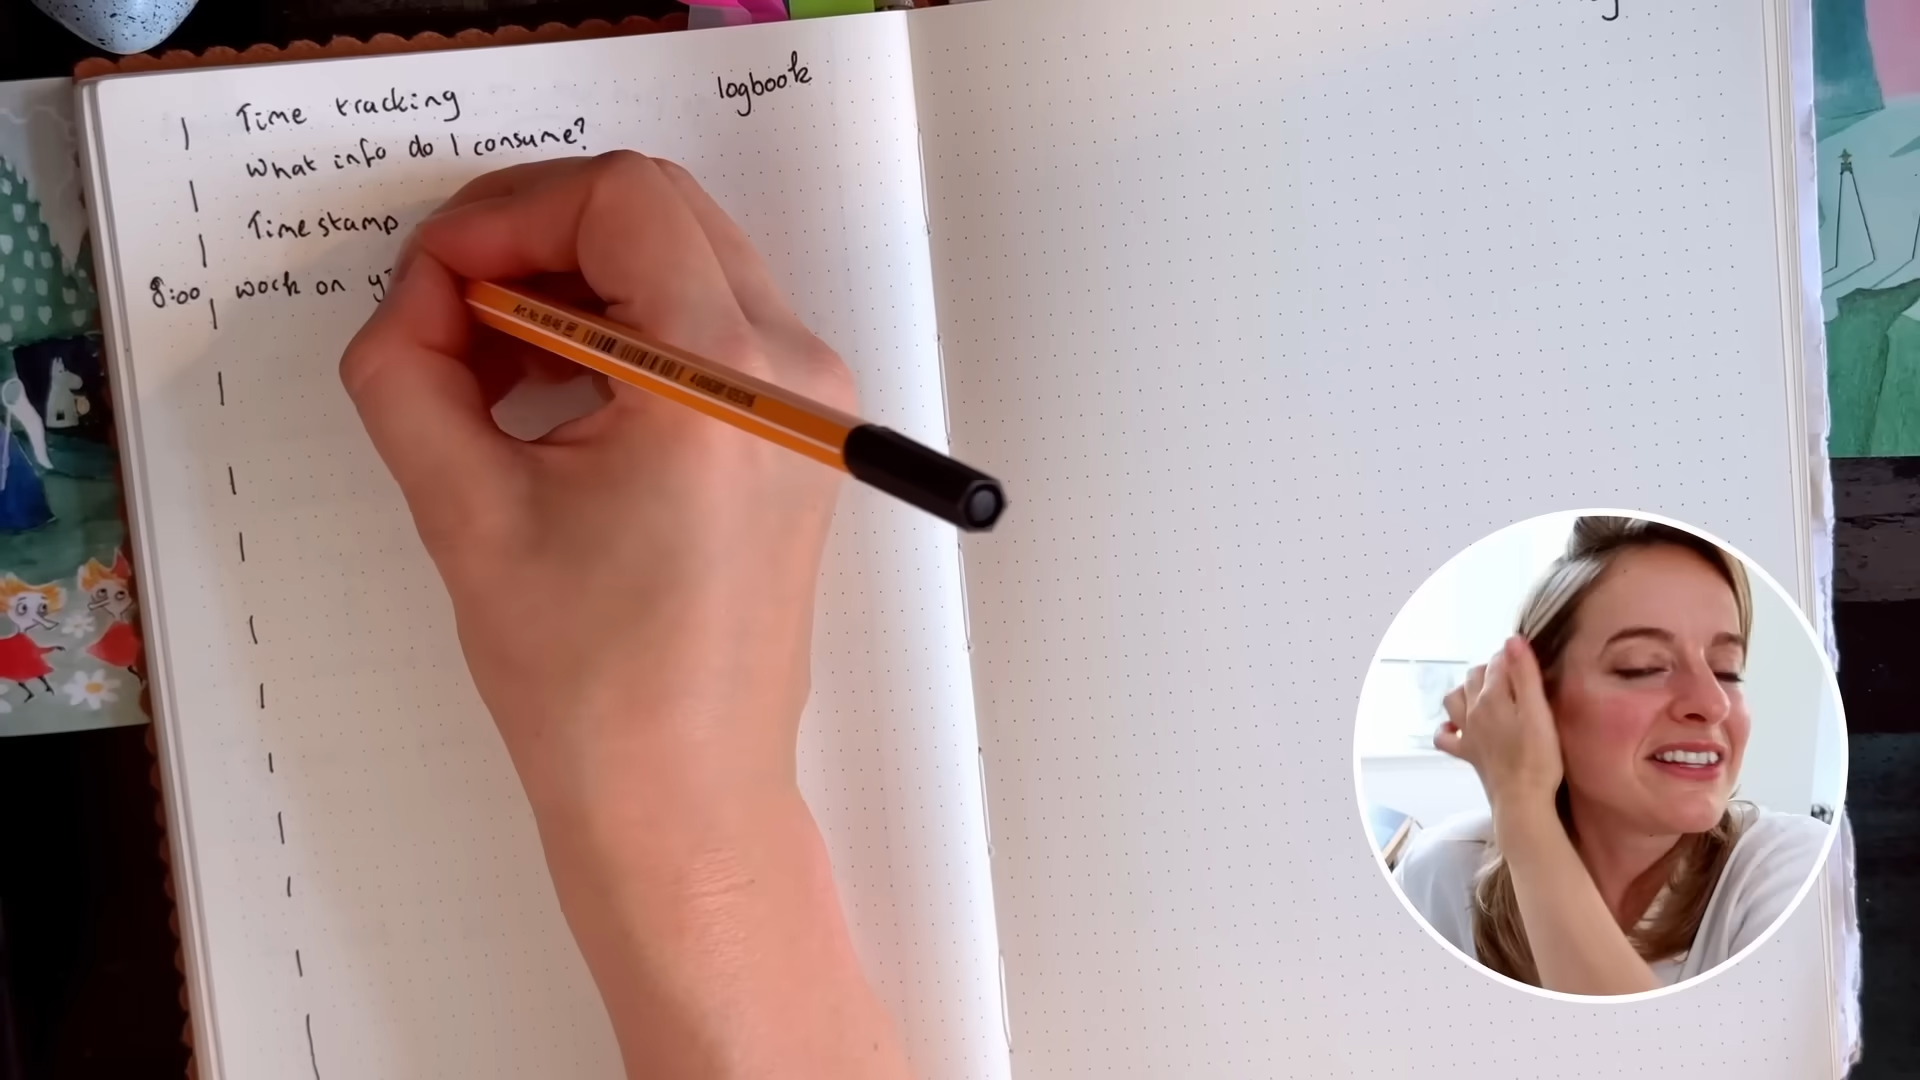 Time tracking
logbook
What info do I consume?
Timestamp
8:00 work on